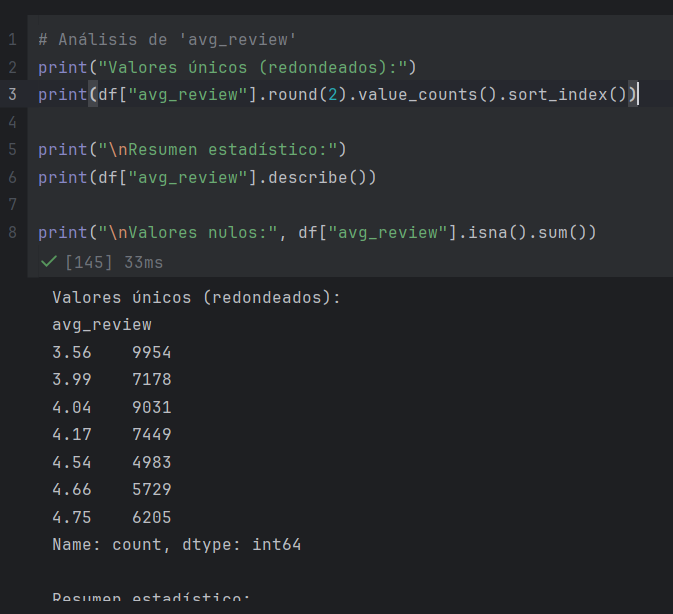 1 # Análisis de 'avg_review'
2 print("Valores únicos (redondeados):")
3 print(df["avg_review"].round(2).value_counts().sort_index())
4
5 print("\nResumen estadístico:")
6 print(df["avg_review"].describe())
7
8 print("\nValores nulos:", df["avg_review"].isna().sum())
[145] 33ms
Valores únicos (redondeados):
avg_review
3.56    9954
3.99    7178
4.04    9031
4.17    7449
4.54    4983
4.66    5729
4.75    6205
Name: count, dtype: int64
Resumen estadístico: